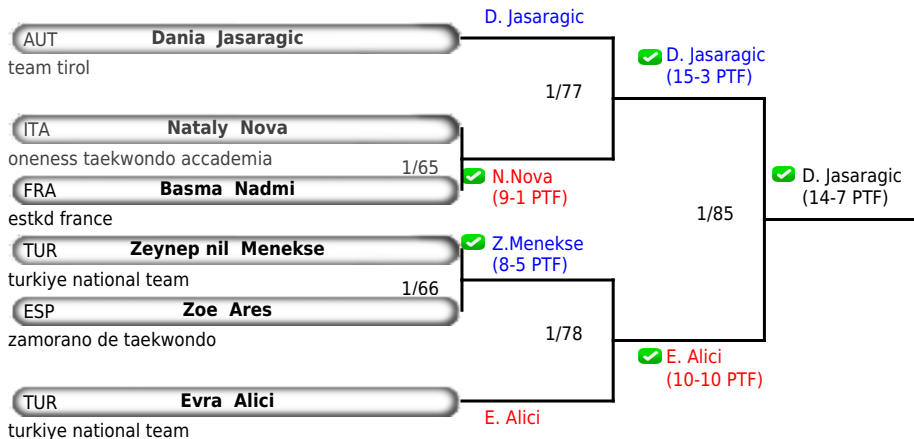 D. Jasaragic
AUT Dania Jasaragic
team tirol
D. Jasaragic
(15-3 PTF)
1/77
ITA Nataly Nova
oneness taekwondo accademia
1/65
N.Nova
(9-1 PTF)
FRA Basma Nadmi
estkd france
D. Jasaragic
(14-7 PTF)
1/85
TUR Zeynep nil Menekse
turkiye national team
Z.Menekse
(8-5 PTF)
1/66
ESP Zoe Ares
zamorano de taekwondo
1/78
E. Alici
(10-10 PTF)
TUR Evra Alici
turkiye national team
E. Alici